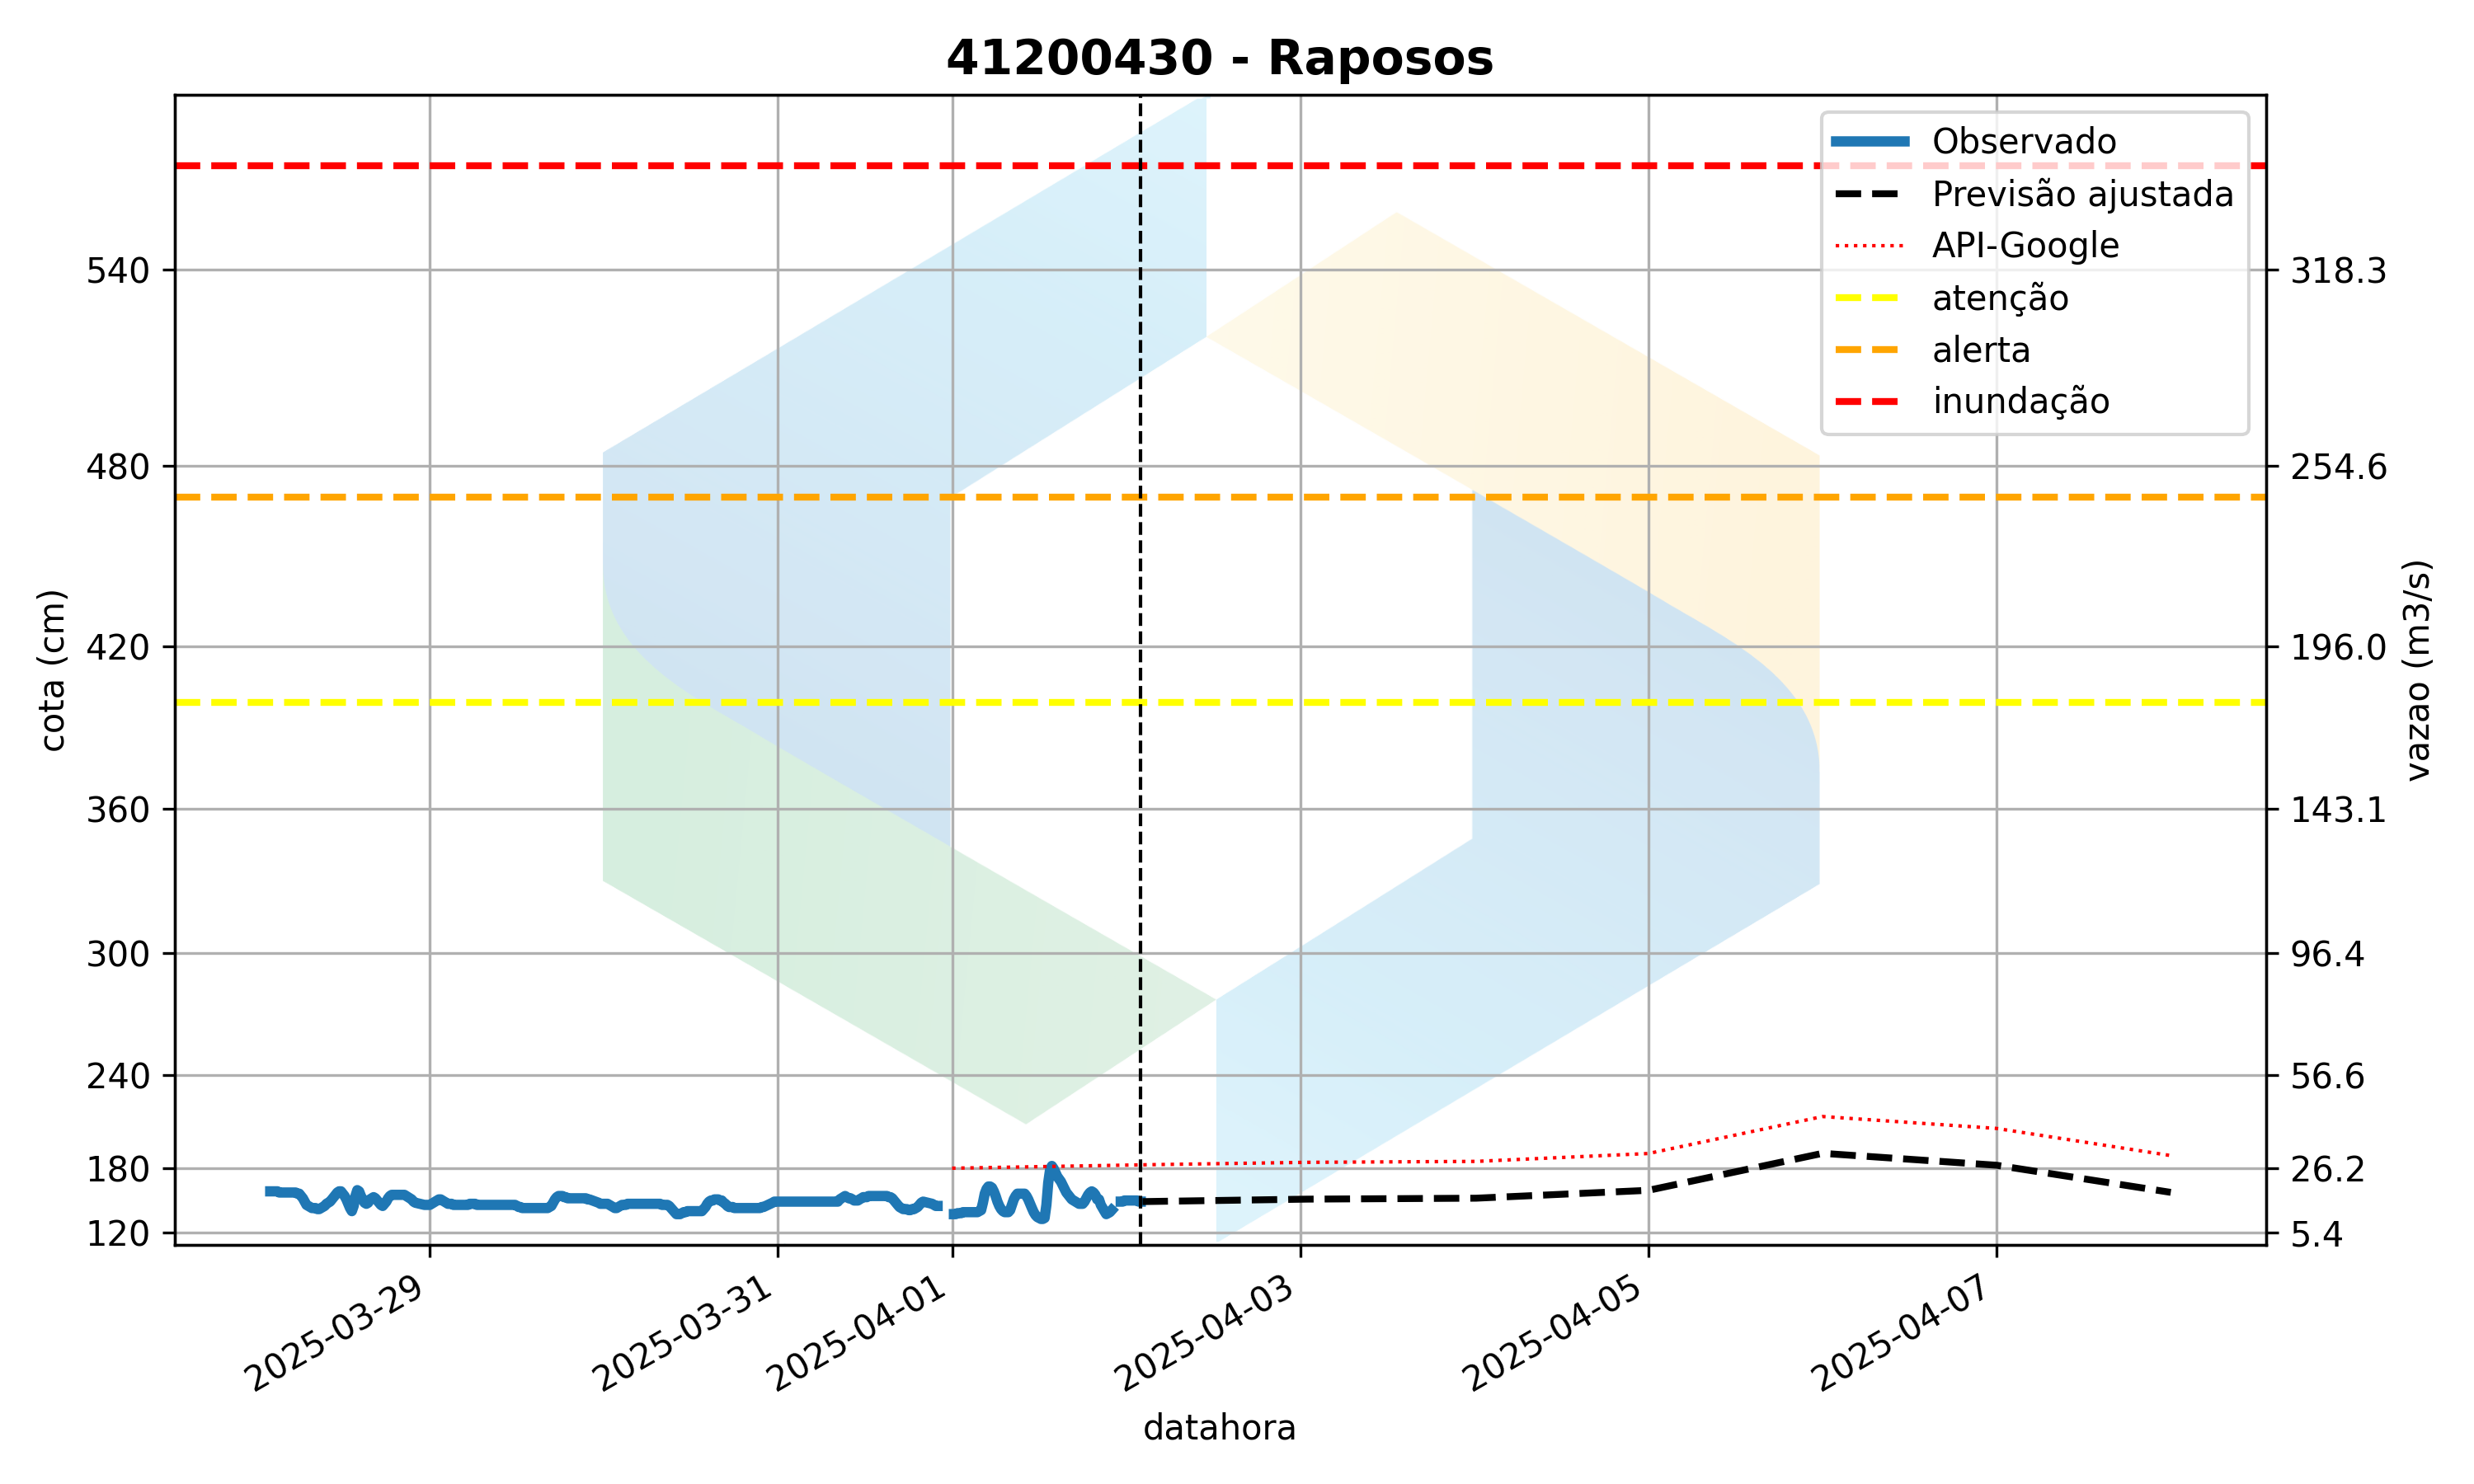 41200430 - Raposos
Observado
Previsão ajustada
API-Google
atenção
alerta
inundação
540
480
420
360
300
240
180
120
cota (cm)
318.3
254.6
196.0
143.1
96.4
56.6
26.2
5.4
vazao (m3/s)
2025-03-29
2025-03-31
2025-04-01
2025-04-03
2025-04-05
2025-04-07
datahora